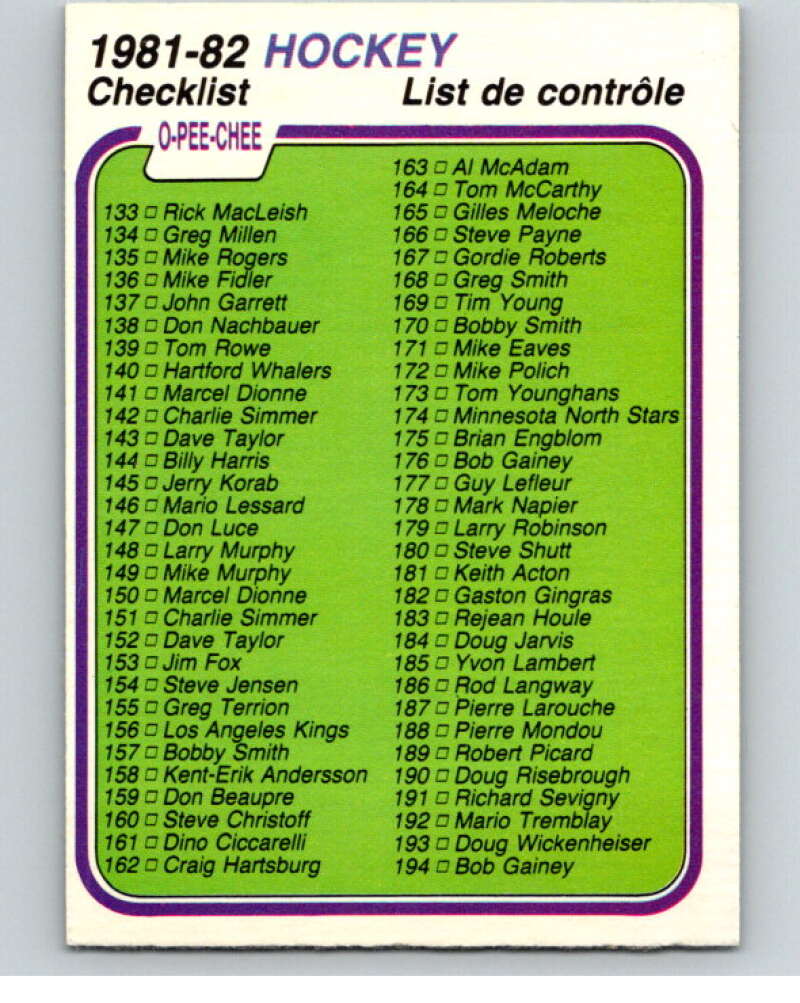 1981-82 HOCKEY
Checklist List de contrôle
O-PEE-CHEE
133 □ Rick MacLeish
134 □ Greg Millen
135 □ Mike Rogers
136 □ Mike Fidler
137 □ John Garrett
138 □ Don Nachbauer
139 □ Tom Rowe
140 □ Hartford Whalers
141 □ Marcel Dionne
142 □ Charlie Simmer
143 □ Dave Taylor
144 □ Billy Harris
145 □ Jerry Korab
146 □ Mario Lessard
147 □ Don Luce
148 □ Larry Murphy
149 □ Mike Murphy
150 □ Marcel Dionne
151 □ Charlie Simmer
152 □ Dave Taylor
153 □ Jim Fox
154 □ Steve Jensen
155 □ Greg Terrion
156 □ Los Angeles Kings
157 □ Bobby Smith
158 □ Kent-Erik Andersson
159 □ Don Beaupre
160 □ Steve Christoff
161 □ Dino Ciccarelli
162 □ Craig Hartsburg
163 □ Al McAdam
164 □ Tom McCarthy
165 □ Gilles Meloche
166 □ Steve Payne
167 □ Gordie Roberts
168 □ Greg Smith
169 □ Tim Young
170 □ Bobby Smith
171 □ Mike Eaves
172 □ Mike Polich
173 □ Tom Younghans
174 □ Minnesota North Stars
175 □ Brian Engblom
176 □ Bob Gainey
177 □ Guy Lefleur
178 □ Mark Napier
179 □ Larry Robinson
180 □ Steve Shutt
181 □ Keith Acton
182 □ Gaston Gingras
183 □ Rejean Houle
184 □ Doug Jarvis
185 □ Yvon Lambert
186 □ Rod Langway
187 □ Pierre Larouche
188 □ Pierre Mondou
189 □ Robert Picard
190 □ Doug Risebrough
191 □ Richard Sevigny
192 □ Mario Tremblay
193 □ Doug Wickenheiser
194 □ Bob Gainey